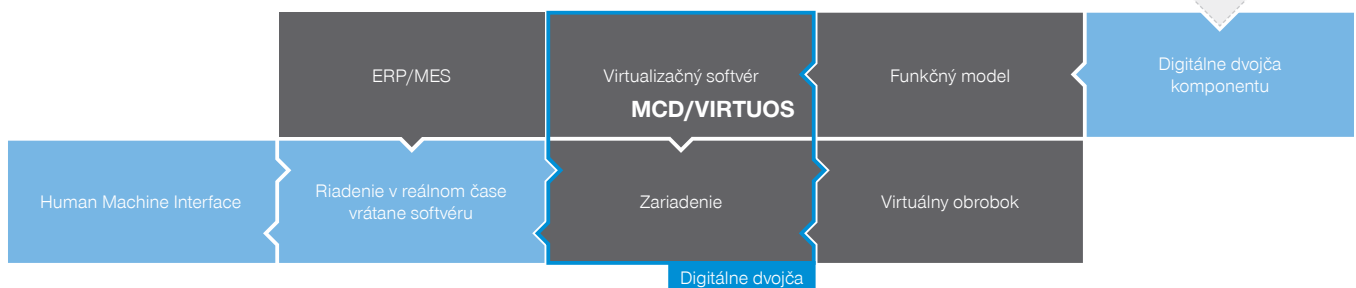 ERP/MES
Virtualizačný softvér
MCD/VIRTUOS
Funkčný model
Digitálne dvojča
komponentu
Human Machine Interface
Riadenie v reálnom čase
vrátane softvéru
Zariadenie
Virtuálny obrobok
Digitálne dvojča